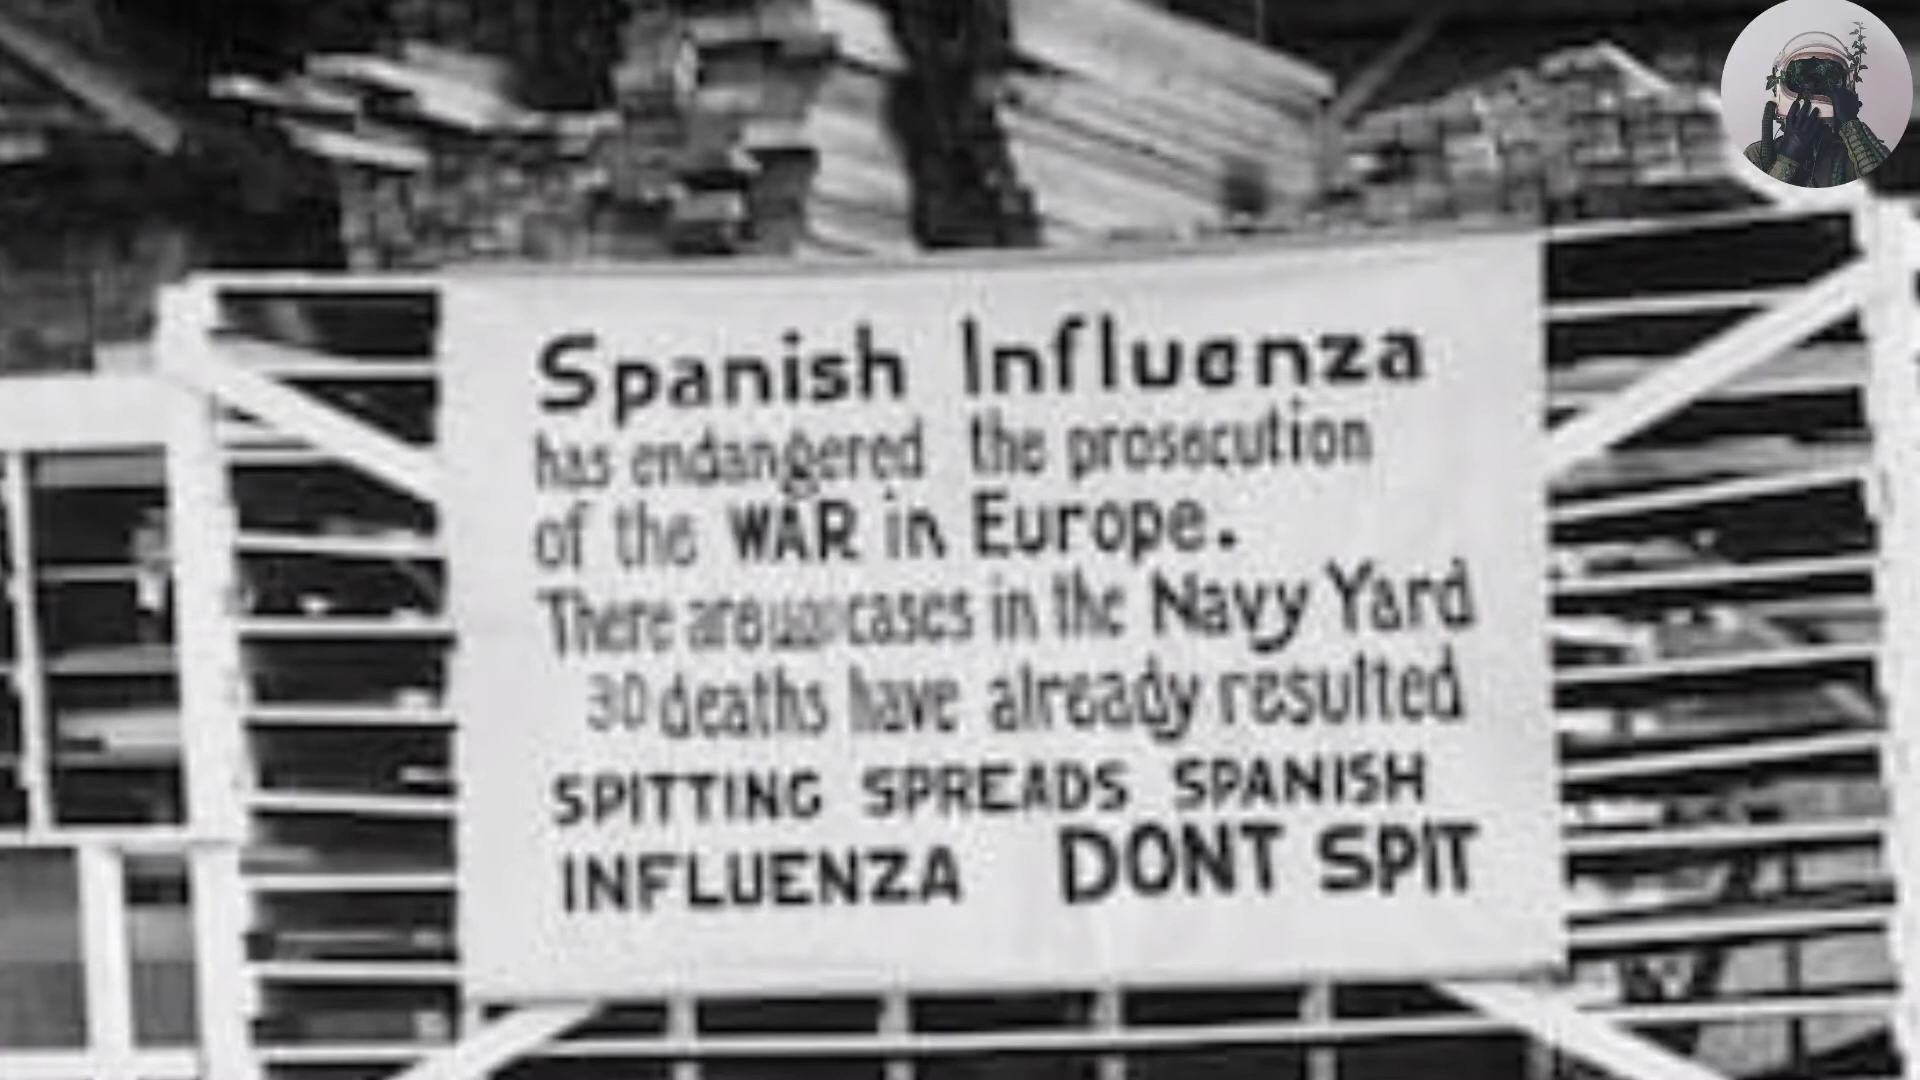 Spanish Influenza
has endangered the prosecution
of the WAR in Europe.
There are cases in the Navy Yard
30 deaths have already resulted
SPITTING SPREADS SPANISH
INFLUENZA DONT SPIT